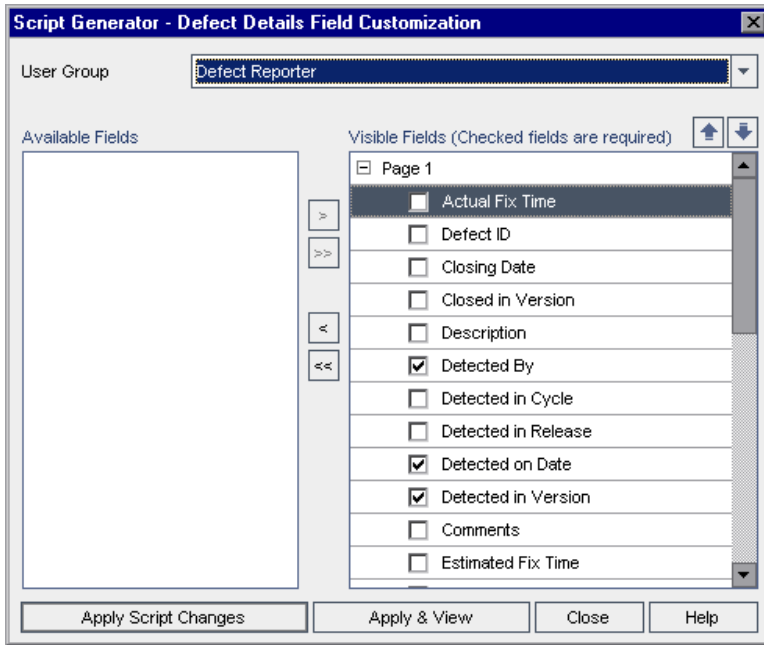 Script Generator - Defect Details Field Customization
User Group
Defect Reporter
Available Fields
Visible Fields (Checked fields are required)
Page 1
Actual Fix Time
>
Defect ID
>>
Closing Date
Closed in Version
<
Description
<<
Detected By
Detected in Cycle
Detected in Release
Detected on Date
Detected in Version
Comments
Estimated Fix Time
Apply Script Changes
Apply & View
Close
Help